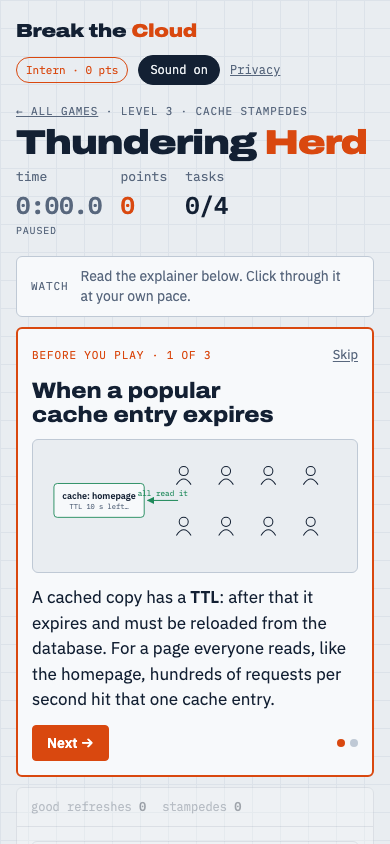 Break the Cloud
Intern · 0 pts
Sound on
Privacy
← ALL GAMES · LEVEL 3 · CACHE STAMPEDES
Thundering Herd
time
points
tasks
0:00.0
0
0/4
PAUSED
WATCH
Read the explainer below. Click through it
at your own pace.
BEFORE YOU PLAY · 1 OF 3
Skip
When a popular
cache entry expires
cache: homepage
TTL 10 s left…
all read it
A cached copy has a TTL: after that it
expires and must be reloaded from the
database. For a page everyone reads, like
the homepage, hundreds of requests per
second hit that one cache entry.
Next →
good refreshes 0 stampedes 0